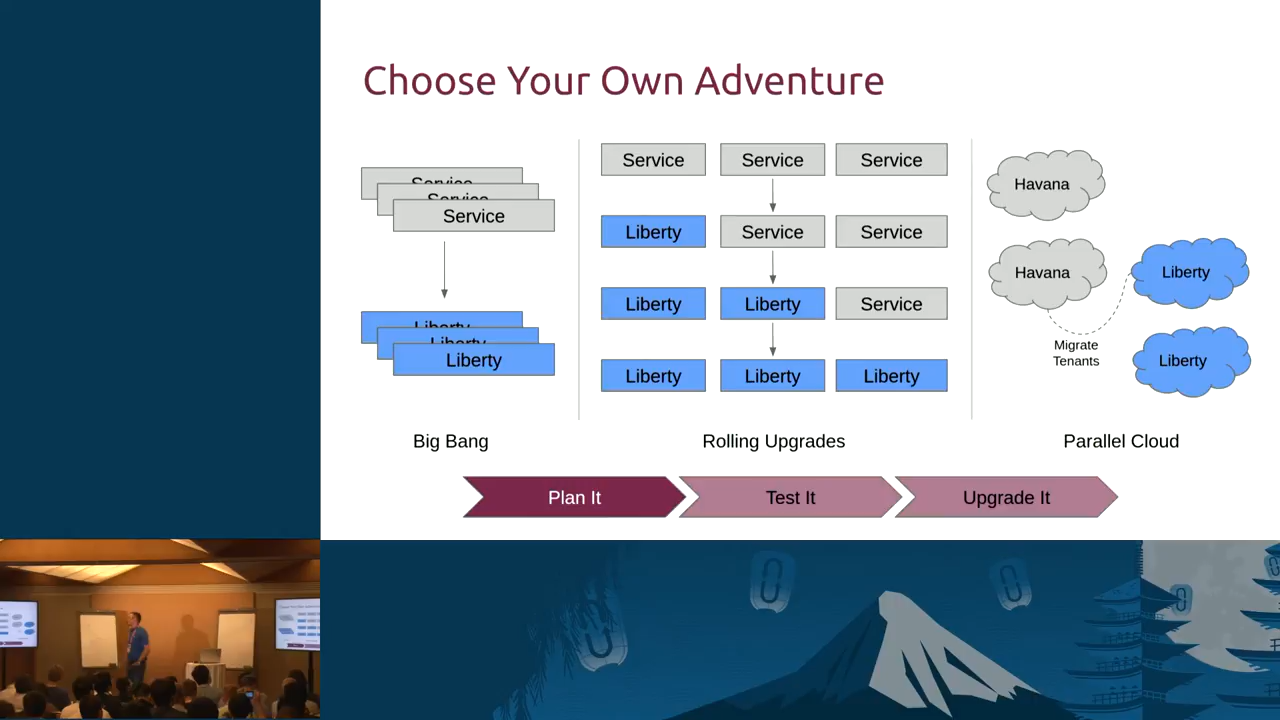 Choose Your Own Adventure
Service
Service
Service
Liberty
Liberty
Liberty
Big Bang
Service Service Service
Liberty Service Service
Liberty Liberty Service
Liberty Liberty Liberty
Rolling Upgrades
Havana
Havana
Liberty
Migrate
Tenants
Liberty
Parallel Cloud
Plan It
Test It
Upgrade It